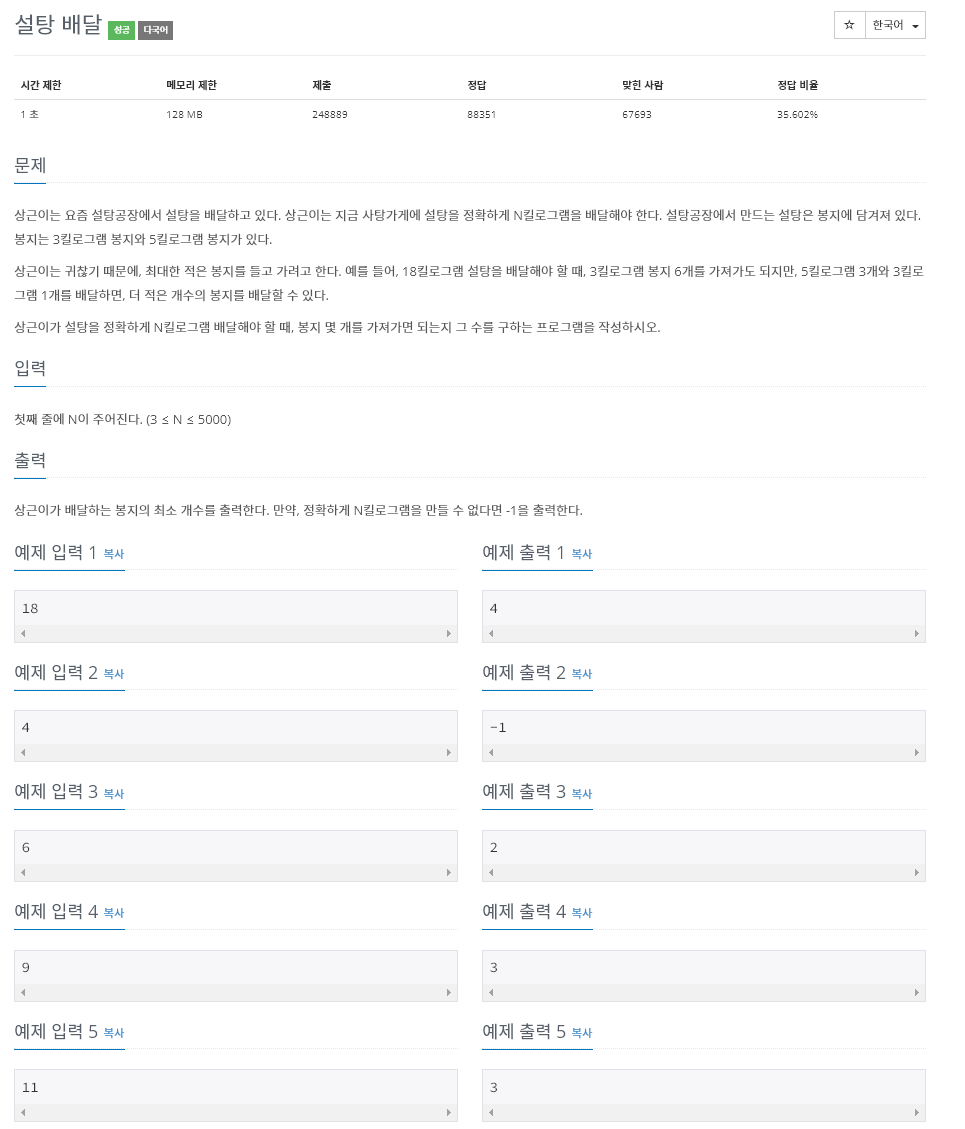 설탕 배달 성공 다국어
☆ 한국어
시간 제한 메모리 제한 제출 정답 맞힌 사람 정답 비율
1 초 128 MB 248889 88351 67693 35.602%
문제
상근이는 요즘 설탕공장에서 설탕을 배달하고 있다. 상근이는 지금 사탕가게에 설탕을 정확하게 N킬로그램을 배달해야 한다. 설탕공장에서 만드는 설탕은 봉지에 담겨져 있다.
봉지는 3킬로그램 봉지와 5킬로그램 봉지가 있다.
상근이는 귀찮기 때문에, 최대한 적은 봉지를 들고 가려고 한다. 예를 들어, 18킬로그램 설탕을 배달해야 할 때, 3킬로그램 봉지 6개를 가져가도 되지만, 5킬로그램 3개와 3킬로
그램 1개를 배달하면, 더 적은 개수의 봉지를 배달할 수 있다.
상근이가 설탕을 정확하게 N킬로그램 배달해야 할 때, 봉지 몇 개를 가져가면 되는지 그 수를 구하는 프로그램을 작성하시오.
입력
첫째 줄에 N이 주어진다. (3 ≤ N ≤ 5000)
출력
상근이가 배달하는 봉지의 최소 개수를 출력한다. 만약, 정확하게 N킬로그램을 만들 수 없다면 -1을 출력한다.
예제 입력 1 복사 예제 출력 1 복사
18 4
예제 입력 2 복사 예제 출력 2 복사
4 -1
예제 입력 3 복사 예제 출력 3 복사
6 2
예제 입력 4 복사 예제 출력 4 복사
9 3
예제 입력 5 복사 예제 출력 5 복사
11 3